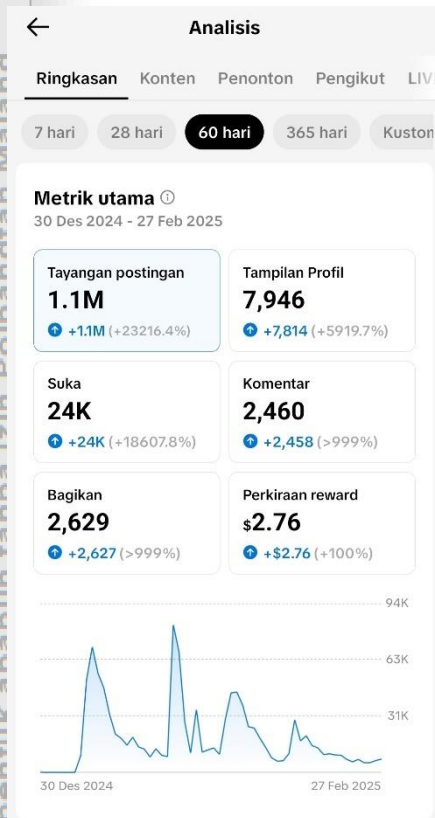 Analisis
Ringkasan Konten Penonton Pengikut LIV
7 hari 28 hari 60 hari 365 hari Kustom
Metrik utama
30 Des 2024 - 27 Feb 2025
Tayangan postingan Tampilan Profil
1.1M 7,946
+1.1M (+23216.4%) +7,814 (+5919.7%)
Suka Komentar
24K 2,460
+24K (+18607.8%) +2,458 (>999%)
Bagikan Perkiraan reward
2,629 $2.76
+2,627 (>999%) +$2.76 (+100%)
94K
63K
31K
30 Des 2024 27 Feb 2025